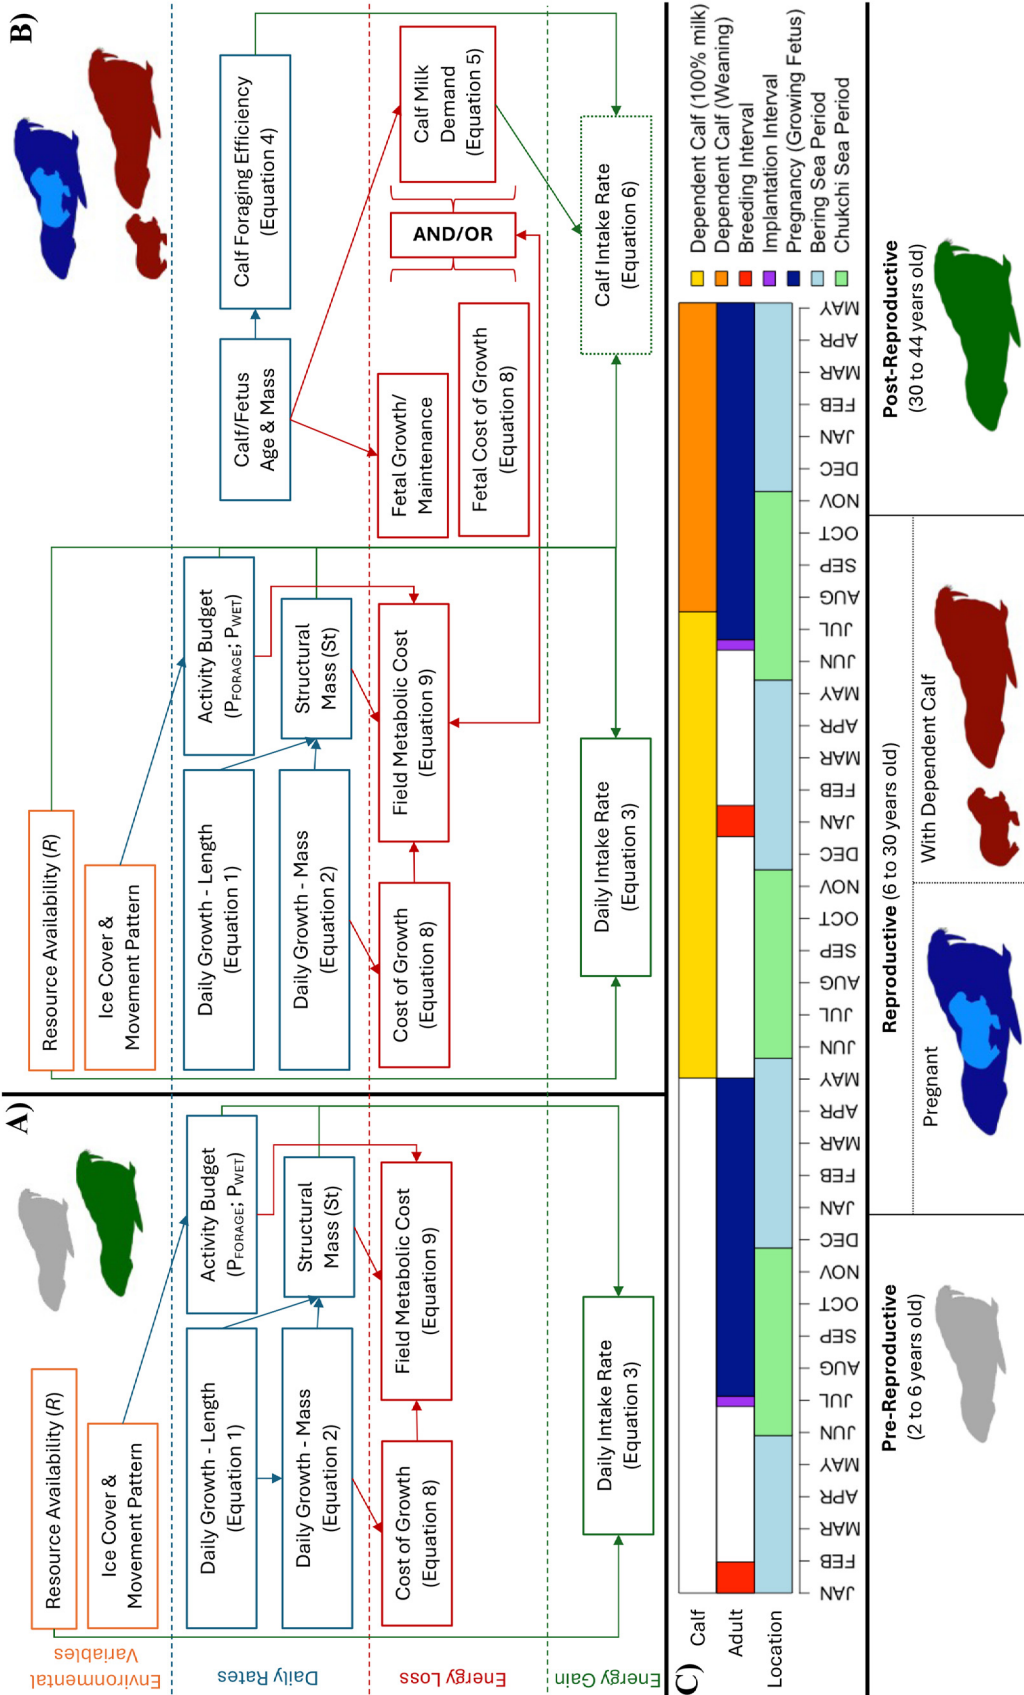 A)
Environmental
Variables
Daily Rates
Energy Loss
Energy Gain
Resource Availability (R)
Ice Cover &
Movement Pattern
Daily Growth - Length
(Equation 1)
Activity Budget
(PFORAGE; PWET)
Daily Growth - Mass
(Equation 2)
Structural
Mass (St)
Cost of Growth
(Equation 8)
Field Metabolic Cost
(Equation 9)
Daily Intake Rate
(Equation 3)
B)
Resource Availability (R)
Ice Cover &
Movement Pattern
Daily Growth - Length
(Equation 1)
Activity Budget
(PFORAGE; PWET)
Daily Growth - Mass
(Equation 2)
Structural
Mass (St)
Cost of Growth
(Equation 8)
Field Metabolic Cost
(Equation 9)
Daily Intake Rate
(Equation 3)
Calf/Fetus
Age & Mass
Calf Foraging Efficiency
(Equation 4)
Fetal Growth/
Maintenance
Fetal Cost of Growth
(Equation 8)
AND/OR
Calf Milk
Demand
(Equation 5)
Calf Intake Rate
(Equation 6)
C)
Calf
Adult
Location
JAN
FEB
MAR
APR
MAY
JUN
JUL
AUG
SEP
OCT
NOV
DEC
JAN
FEB
MAR
APR
MAY
JUN
JUL
AUG
SEP
OCT
NOV
DEC
JAN
FEB
MAR
APR
MAY
JUN
JUL
AUG
SEP
OCT
NOV
DEC
JAN
FEB
MAR
APR
MAY
Dependent Calf (100% milk)
Dependent Calf (Weaning)
Breeding Interval
Implantation Interval
Pregnancy (Growing Fetus)
Bering Sea Period
Chukchi Sea Period
Pre-Reproductive
(2 to 6 years old)
Reproductive (6 to 30 years old)
Pregnant
With Dependent Calf
Post-Reproductive
(30 to 44 years old)